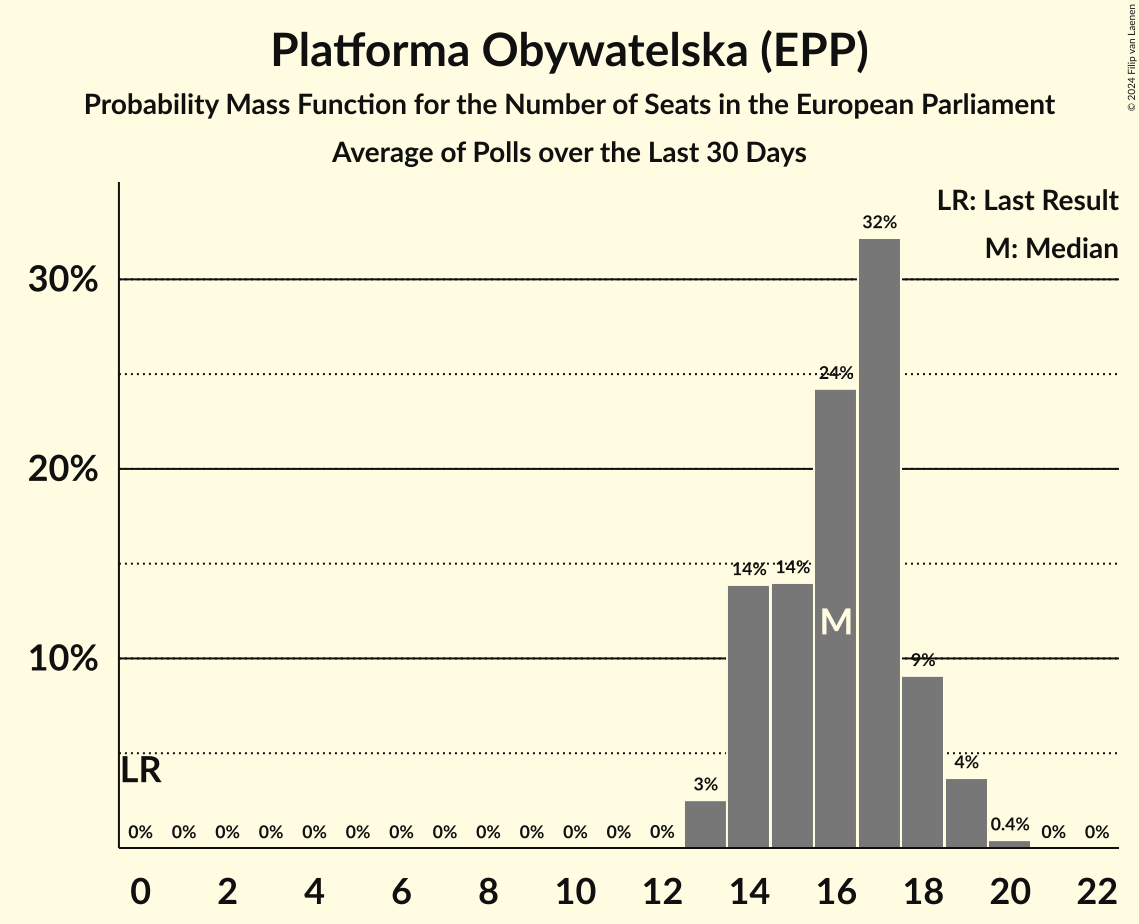 Platforma Obywatelska (EPP)
Probability Mass Function for the Number of Seats in the European Parliament
Average of Polls over the Last 30 Days
© 2024 Filip van Laenen
LR: Last Result
M: Median
32%
30%
24%
20%
14% 14%
M
10%
9%
LR
4%
3%
0.4%
0% 0% 0% 0% 0% 0% 0% 0% 0% 0% 0% 0% 0% 0% 0%
0 2 4 6 8 10 12 14 16 18 20 22